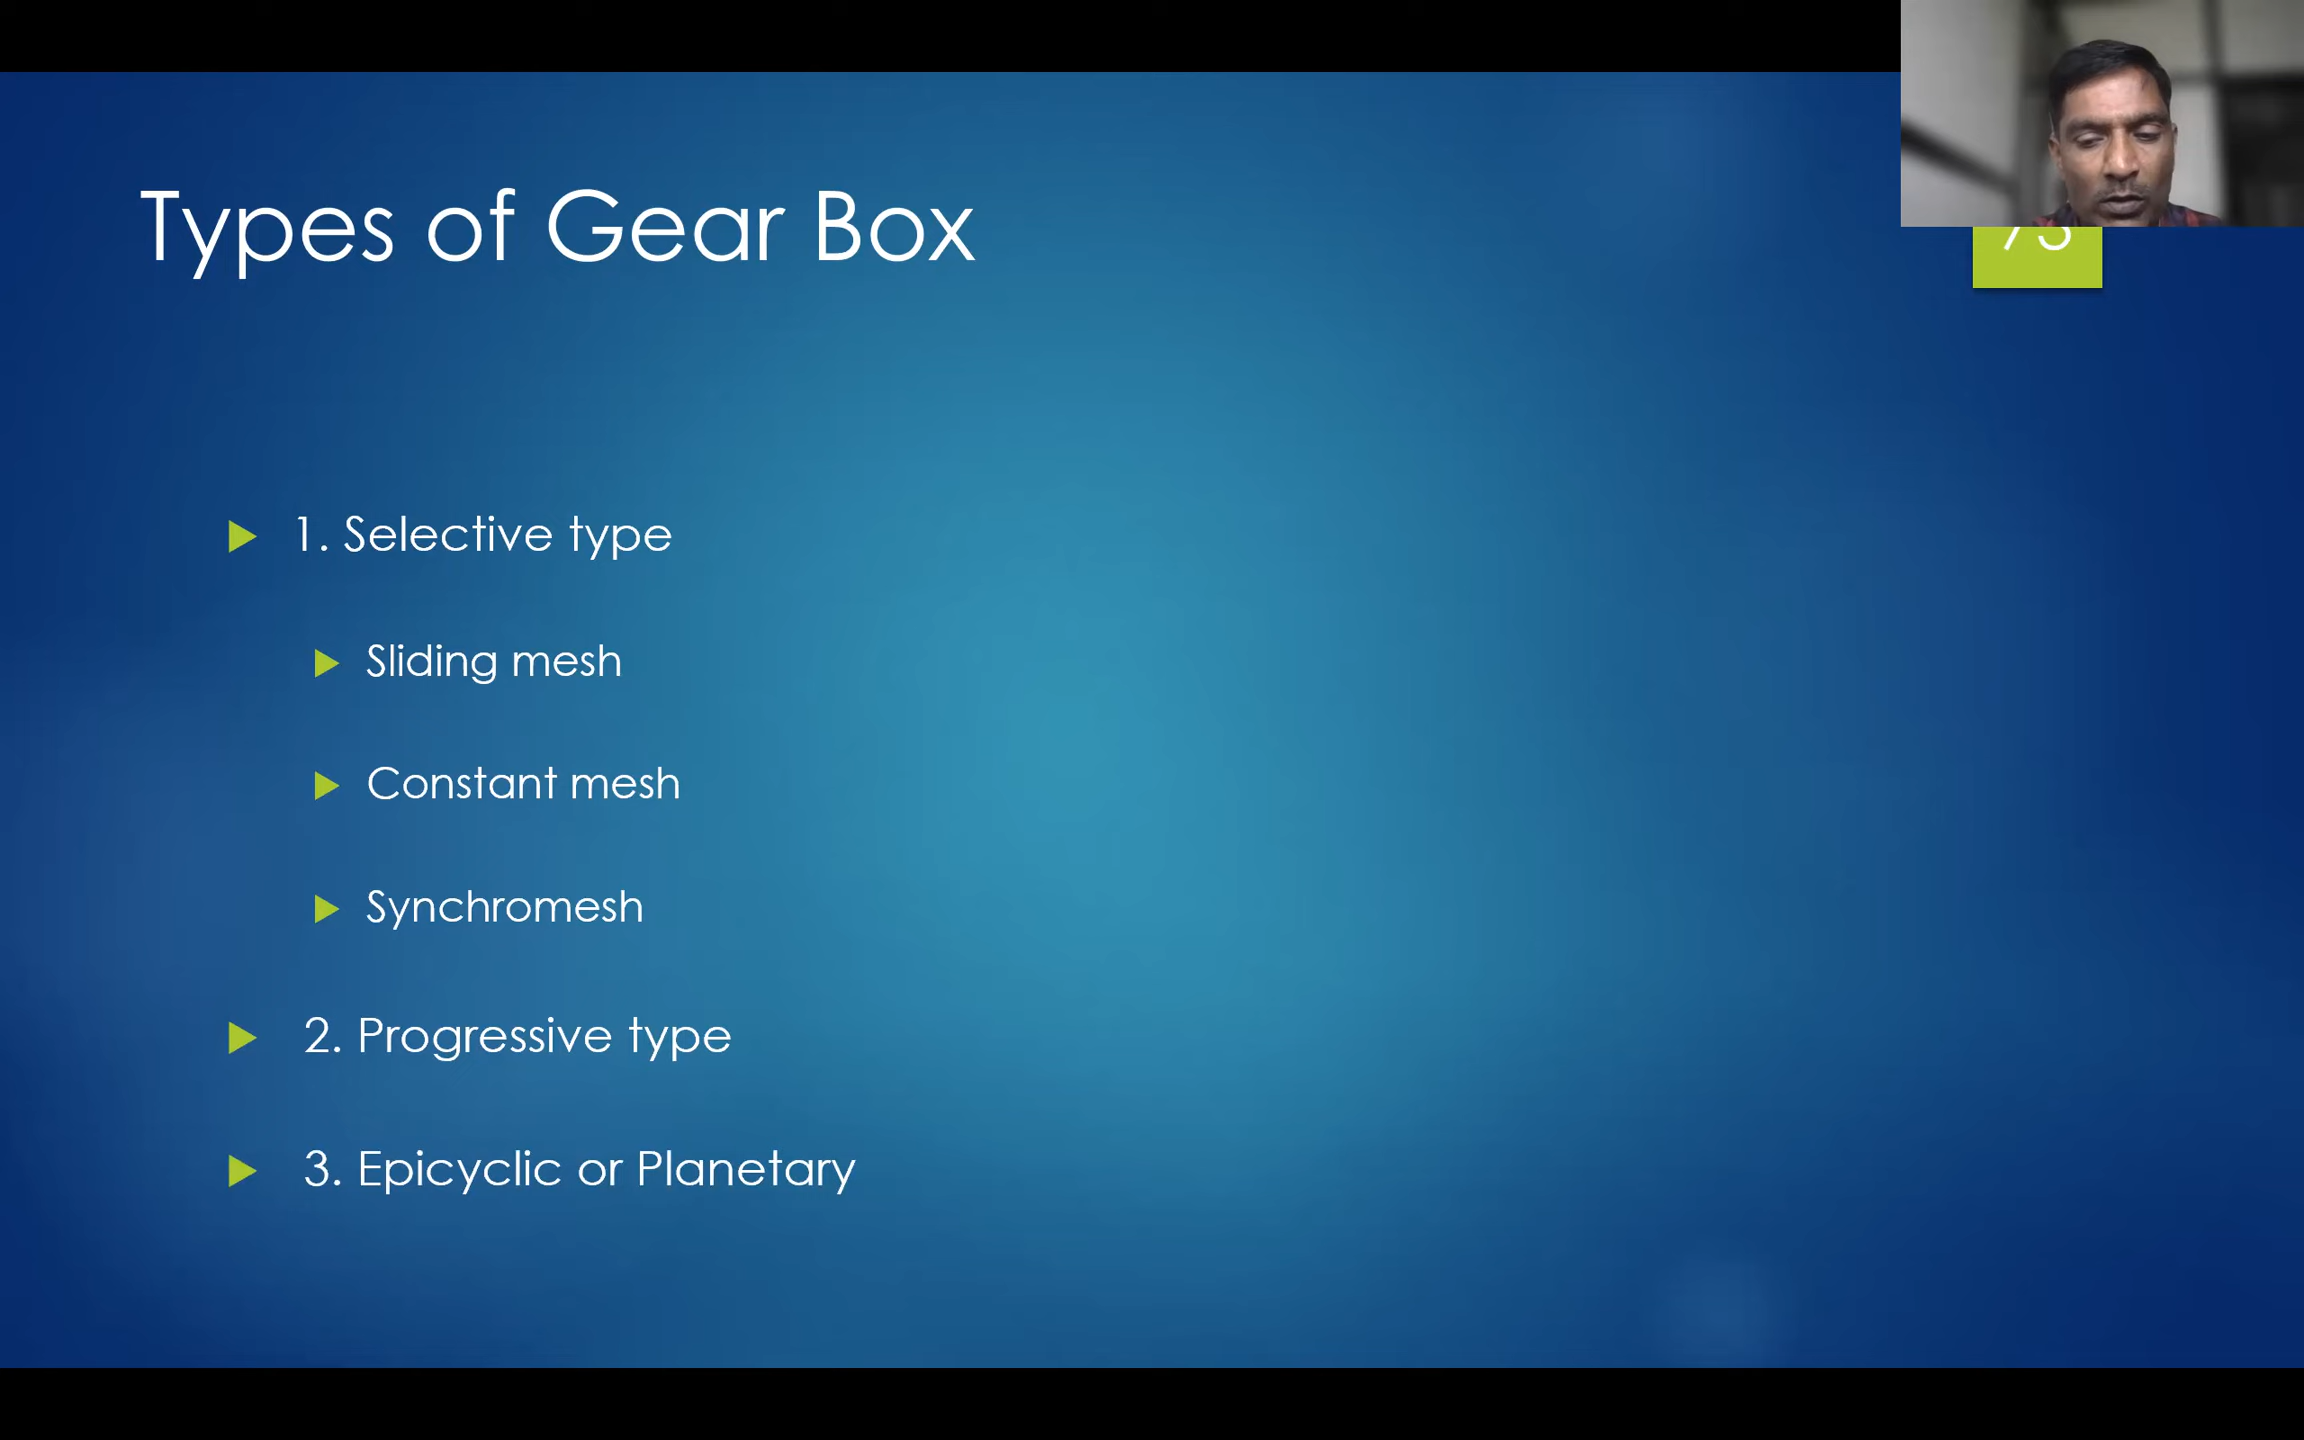 Types of Gear Box
1. Selective type
Sliding mesh
Constant mesh
Synchromesh
2. Progressive type
3. Epicyclic or Planetary